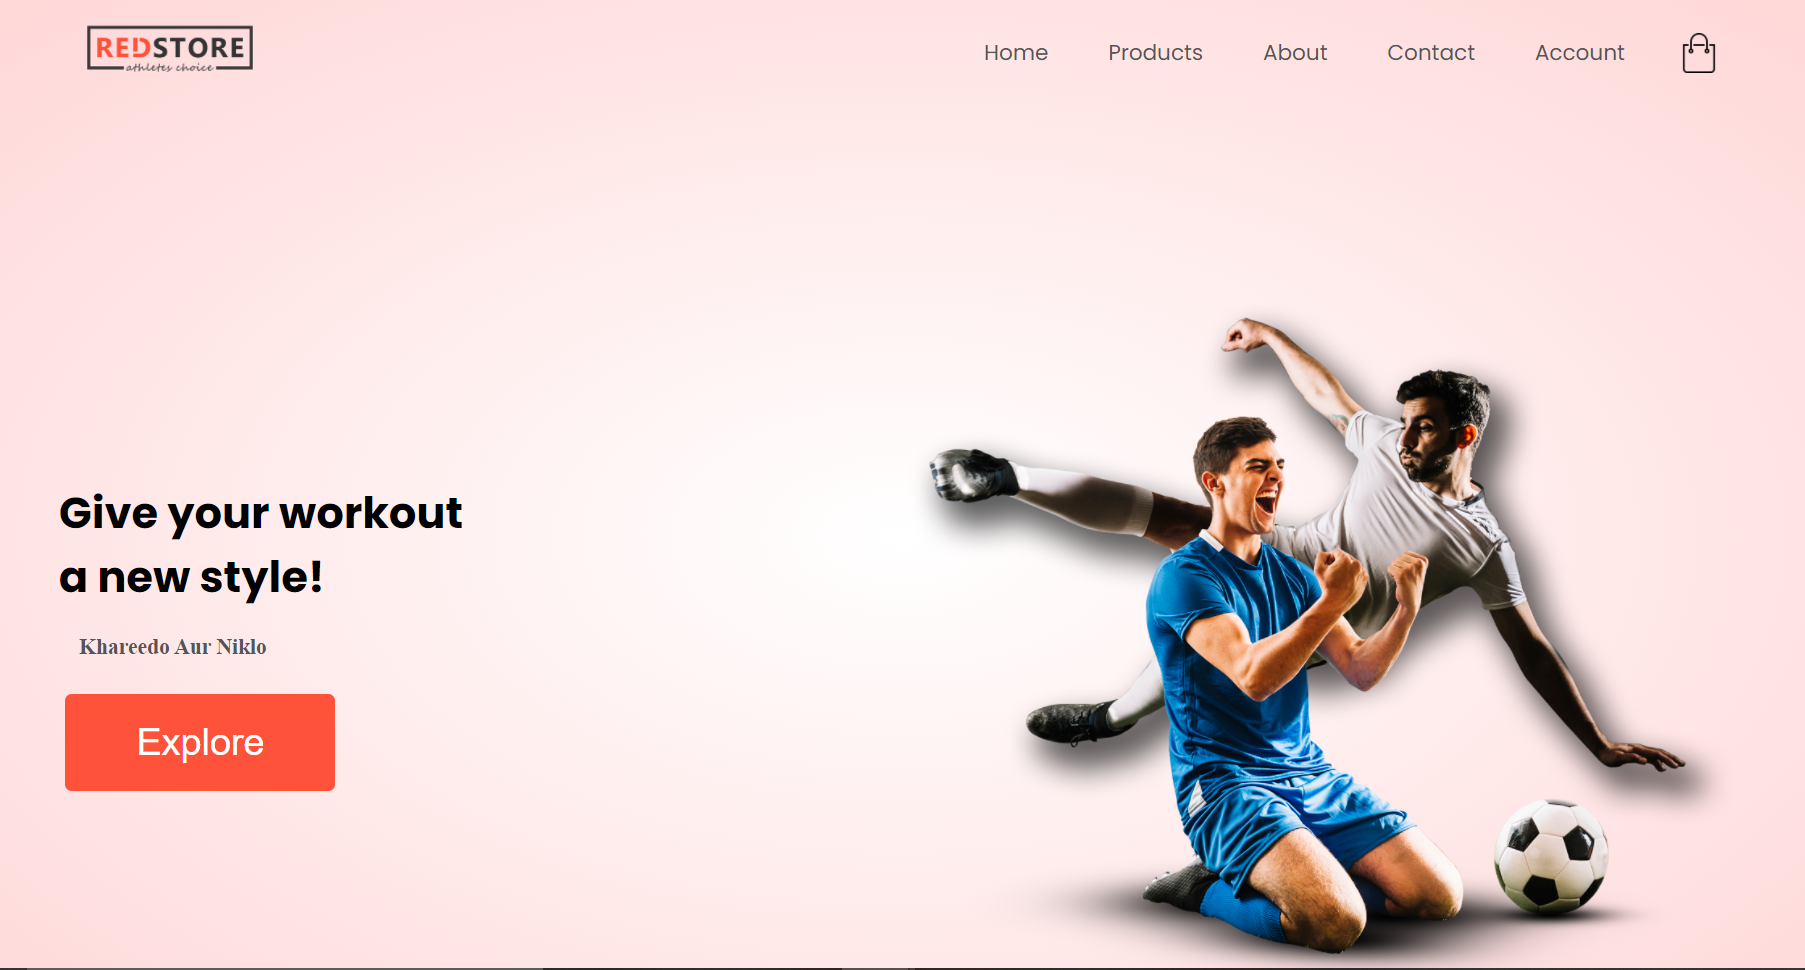 REDSTORE
athletes choice
Home Products About Contact Account
Give your workout
a new style!
Khareedo Aur Niklo
Explore